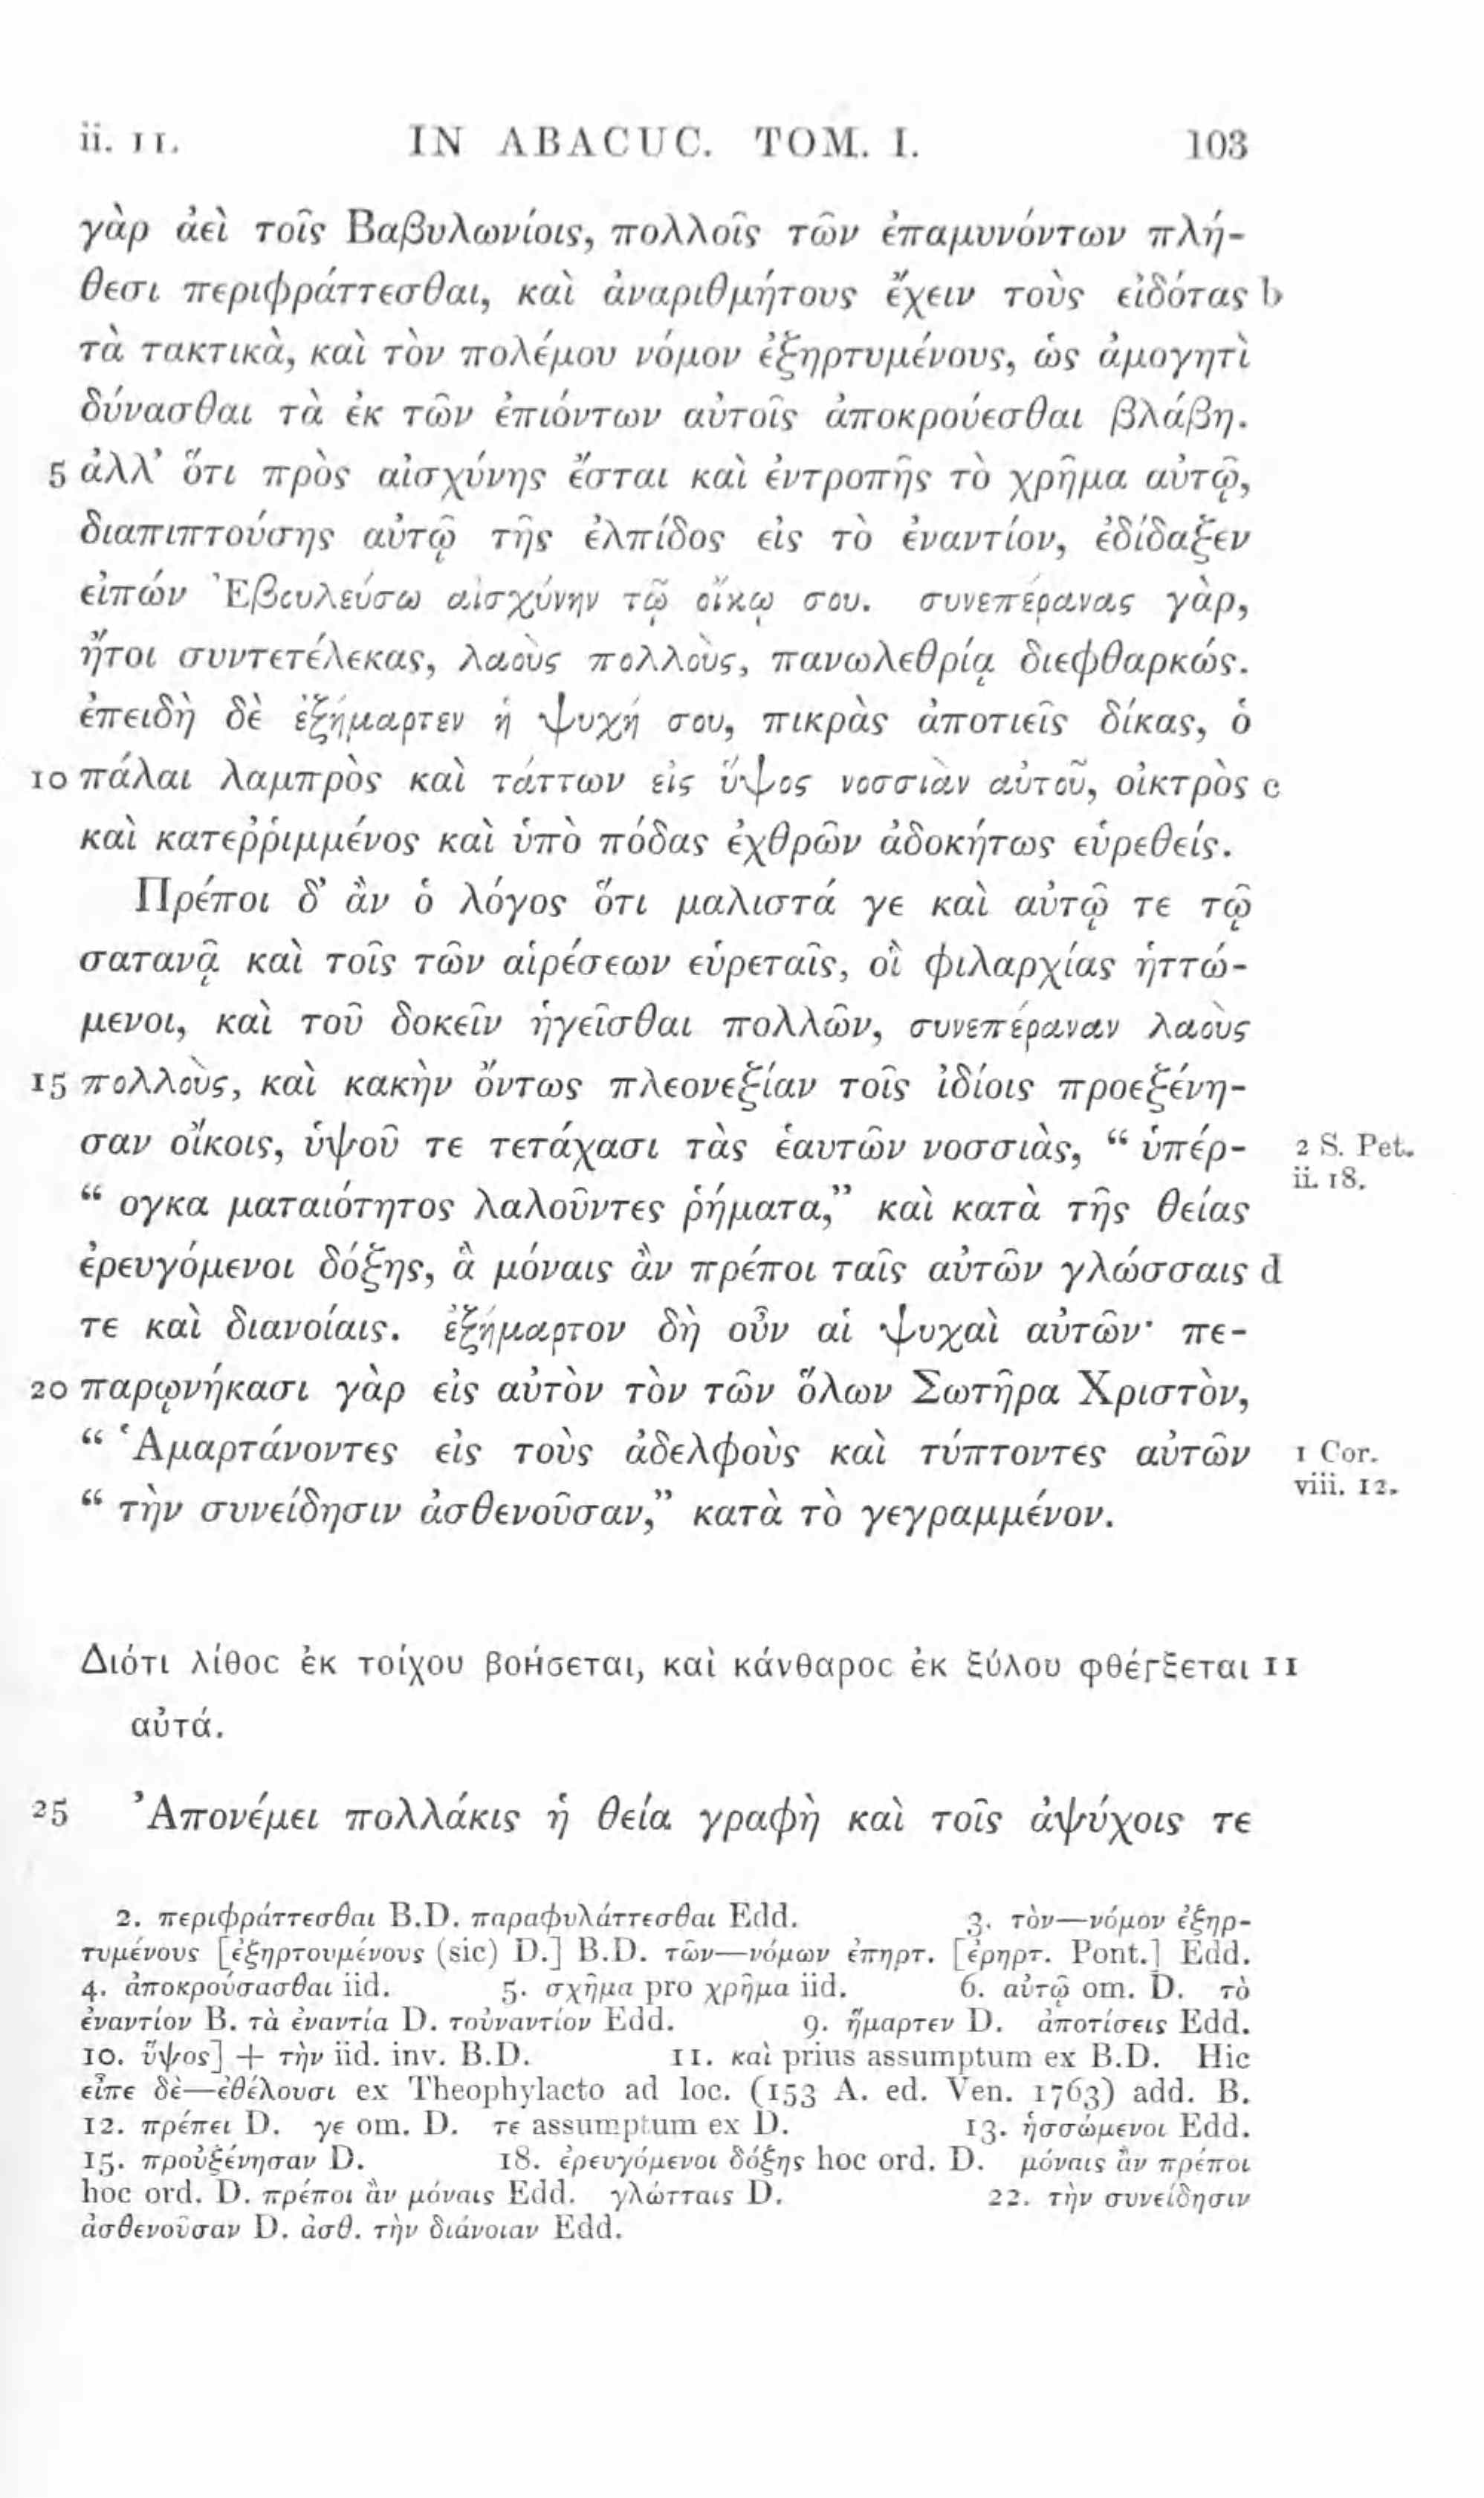 ii. 11. IN ABACUC. TOM. I. 103
γὰρ ἀεὶ τοῖς Βαβυλωνίοις, πολλοῖς τῶν ἐπαμυνόντων πλή-
θεσι περιφράττεσθαι, καὶ ἀναριθμήτους ἔχειν τοὺς εἰδότας b
τὰ τακτικὰ, καὶ τὸν πολέμου νόμον ἐξηρτυμένους, ὡς ἀμογητὶ
δύνασθαι τὰ ἐκ τῶν ἐπιόντων αὐτοῖς ἀποκρούεσθαι βλάβη.
5 ἀλλ’ ὅτι πρὸς αἰσχύνης ἔσται καὶ ἐντροπῆς τὸ χρῆμα αὐτῷ,
διαπιπτούσης αὐτῷ τῆς ἐλπίδος εἰς τὸ ἐναντίον, ἐδίδαξεν
εἰπών Ἐβουλεύσω αἰσχύνην τῷ οἴκῳ σου. συνεπέρανας γὰρ,
ἤτοι συντετέλεκας, λαοὺς πολλοὺς, πανωλεθρίᾳ διεφθαρκώς.
ἐπειδὴ δὲ ἐξήμαρτεν ἡ ψυχή σου, πικρὰς ἀποτιεῖς δίκας, ὁ
10 πάλαι λαμπρὸς καὶ τάττων εἰς ὕψος νοσσιὰν αὐτοῦ, οἰκτρὸς c
καὶ κατεῤῥιμμένος καὶ ὑπὸ πόδας ἐχθρῶν ἀδοκήτως εὑρεθείς.
Πρέποι δ’ ἂν ὁ λόγος ὅτι μαλιστά γε καὶ αὐτῷ τε τῷ
σατανᾷ καὶ τοῖς τῶν αἱρέσεων εὑρεταῖς, οἳ φιλαρχίας ἡττώ-
μενοι, καὶ τοῦ δοκεῖν ἡγεῖσθαι πολλῶν, συνεπέραναν λαοὺς
15 πολλοὺς, καὶ κακὴν ὄντως πλεονεξίαν τοῖς ἰδίοις προεξένη-
σαν οἴκοις, ὑψοῦ τε τετάχασι τὰς ἑαυτῶν νοσσιὰς, “ ὑπέρ- 2 S. Pet.
ii. 18.
“ ογκα ματαιότητος λαλοῦντες ῥήματα,” καὶ κατὰ τῆς θείας
ἐρευγόμενοι δόξης, ἃ μόναις ἂν πρέποι ταῖς αὐτῶν γλώσσαις d
τε καὶ διανοίαις. ἐξήμαρτον δὴ οὖν αἱ ψυχαὶ αὐτῶν· πε-
20 παρῳνήκασι γὰρ εἰς αὐτὸν τὸν τῶν ὅλων Σωτῆρα Χριστὸν,
“ Ἁμαρτάνοντες εἰς τοὺς ἀδελφοὺς καὶ τύπτοντες αὐτῶν 1 Cor.
viii. 12.
“ τὴν συνείδησιν ἀσθενοῦσαν,” κατὰ τὸ γεγραμμένον.
Διότι λίθος ἐκ τοίχου βοήσεται, καὶ κάνθαρος ἐκ ξύλου φθέγξεται 11
αὐτά.
25 Ἀπονέμει πολλάκις ἡ θεία γραφὴ καὶ τοῖς ἀψύχοις τε
2. περιφράττεσθαι B.D. παραφυλάττεσθαι Edd. 3. τὸν—νόμον ἐξηρ-
τυμένους [ἐξηρτουμένους (sic) D.] B.D. τῶν—νόμων ἐπηρτ. [ἐρηρτ. Pont.] Edd.
4. ἀποκρούσασθαι iid. 5. σχῆμα pro χρῆμα iid. 6. αὐτῷ om. D. τὸ
ἐναντίον B. τὰ ἐναντία D. τοὐναντίον Edd. 9. ἥμαρτεν D. ἀποτίσεις Edd.
10. ὕψος] + τὴν iid. inv. B.D. 11. καὶ prius assumptum ex B.D. Hic
εἶπε δὲ—ἐθέλουσι ex Theophylacto ad loc. (153 A. ed. Ven. 1763) add. B.
12. πρέπει D. γε om. D. τε assumptum ex D. 13. ἡσσώμενοι Edd.
15. προὐξένησαν D. 18. ἐρευγόμενοι δόξης hoc ord. D. μόναις ἂν πρέποι
hoc ord. D. πρέποι ἂν μόναις Edd. γλώτταις D. 22. τὴν συνείδησιν
ἀσθενοῦσαν D. ἀσθ. τὴν διάνοιαν Edd.